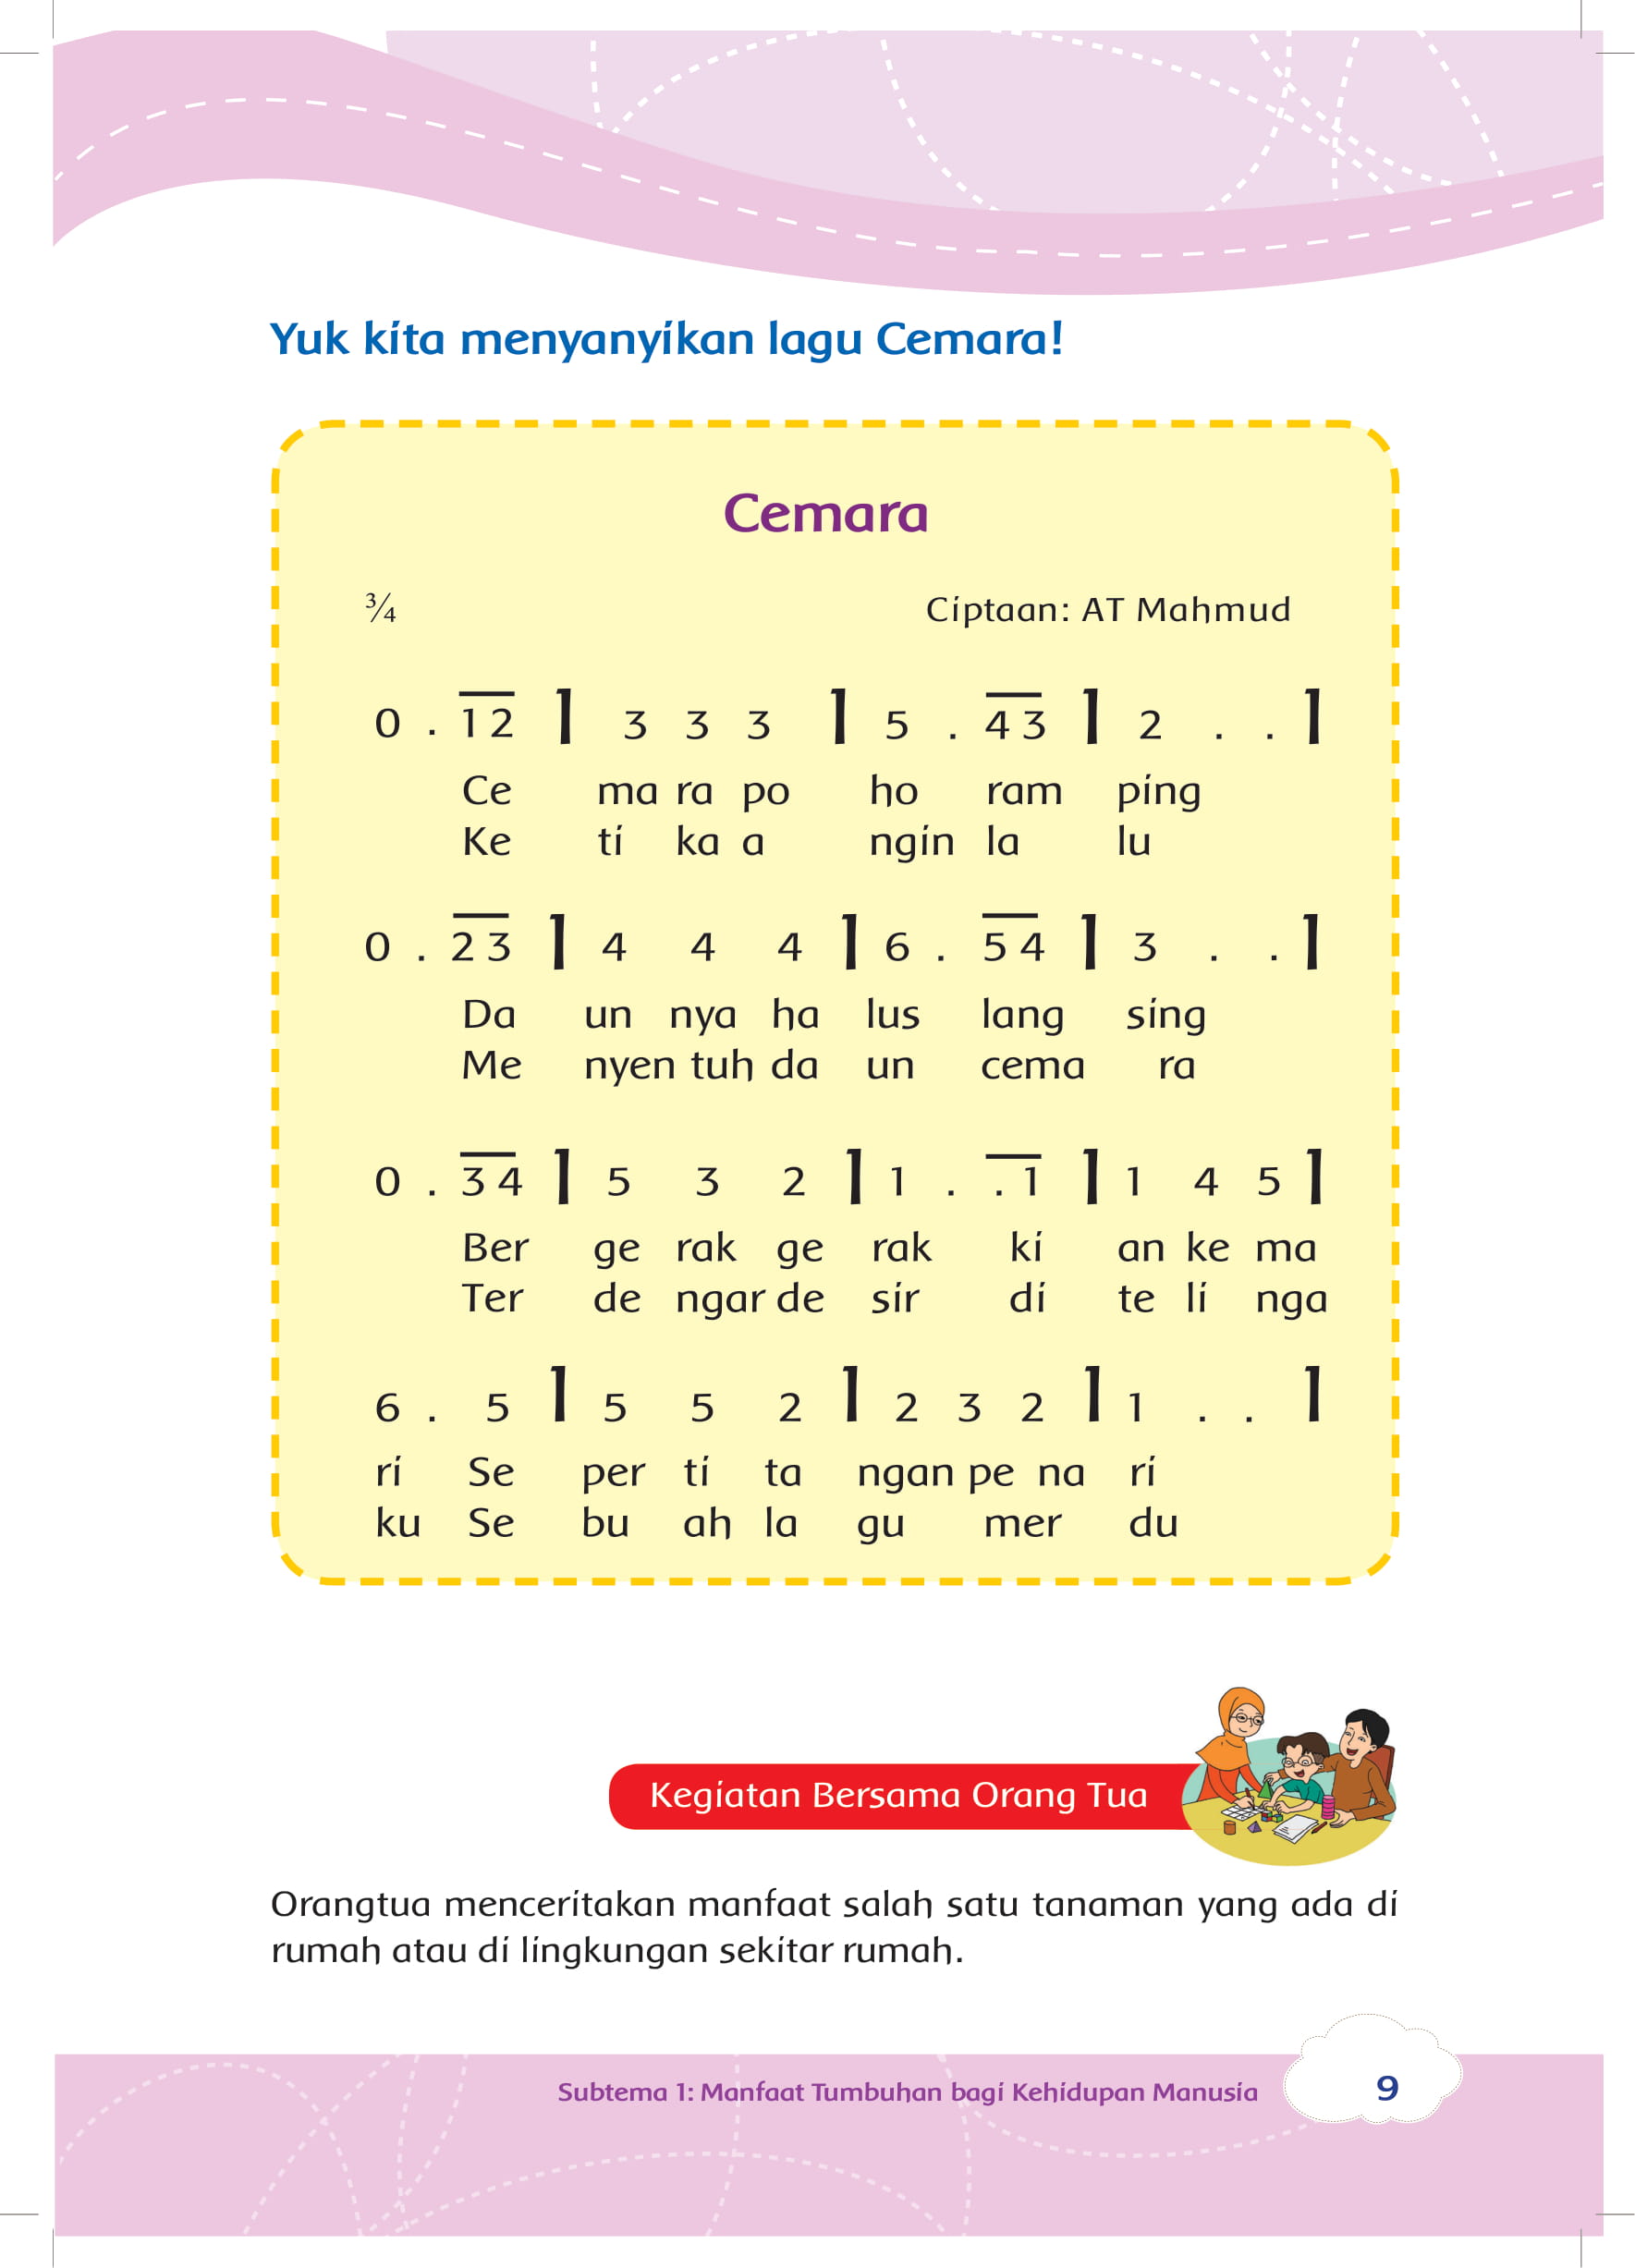 Yuk kita menyanyikan lagu Cemara!
Cemara
¾ Ciptaan: AT Mahmud
0 . 1 2 | 3 3 3 | 5 . 4 3 | 2 . . |
Ce ma ra po ho ram ping
Ke ti ka a ngin la lu
0 . 2 3 | 4 4 4 | 6 . 5 4 | 3 . . |
Da un nya ha lus lang sing
Me nyen tuh da un cema ra
0 . 3 4 | 5 3 2 | 1 . . 1 | 1 4 5 |
Ber ge rak ge rak ki an ke ma
Ter de ngar de sir di te li nga
6 . 5 | 5 5 2 | 2 3 2 | 1 . . |
ri Se per ti ta ngan pe na ri
ku Se bu ah la gu mer du
Kegiatan Bersama Orang Tua
Orangtua menceritakan manfaat salah satu tanaman yang ada di
rumah atau di lingkungan sekitar rumah.
Subtema 1: Manfaat Tumbuhan bagi Kehidupan Manusia 9